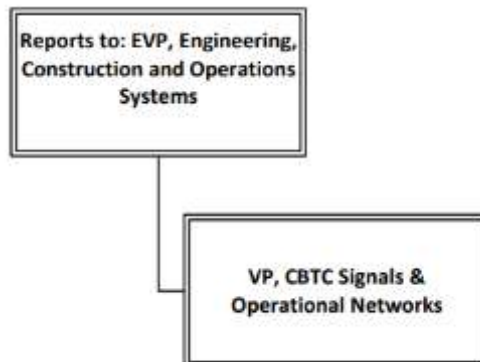 Reports to: EVP, Engineering,
Construction and Operations
Systems
VP, CBTC Signals &
Operational Networks